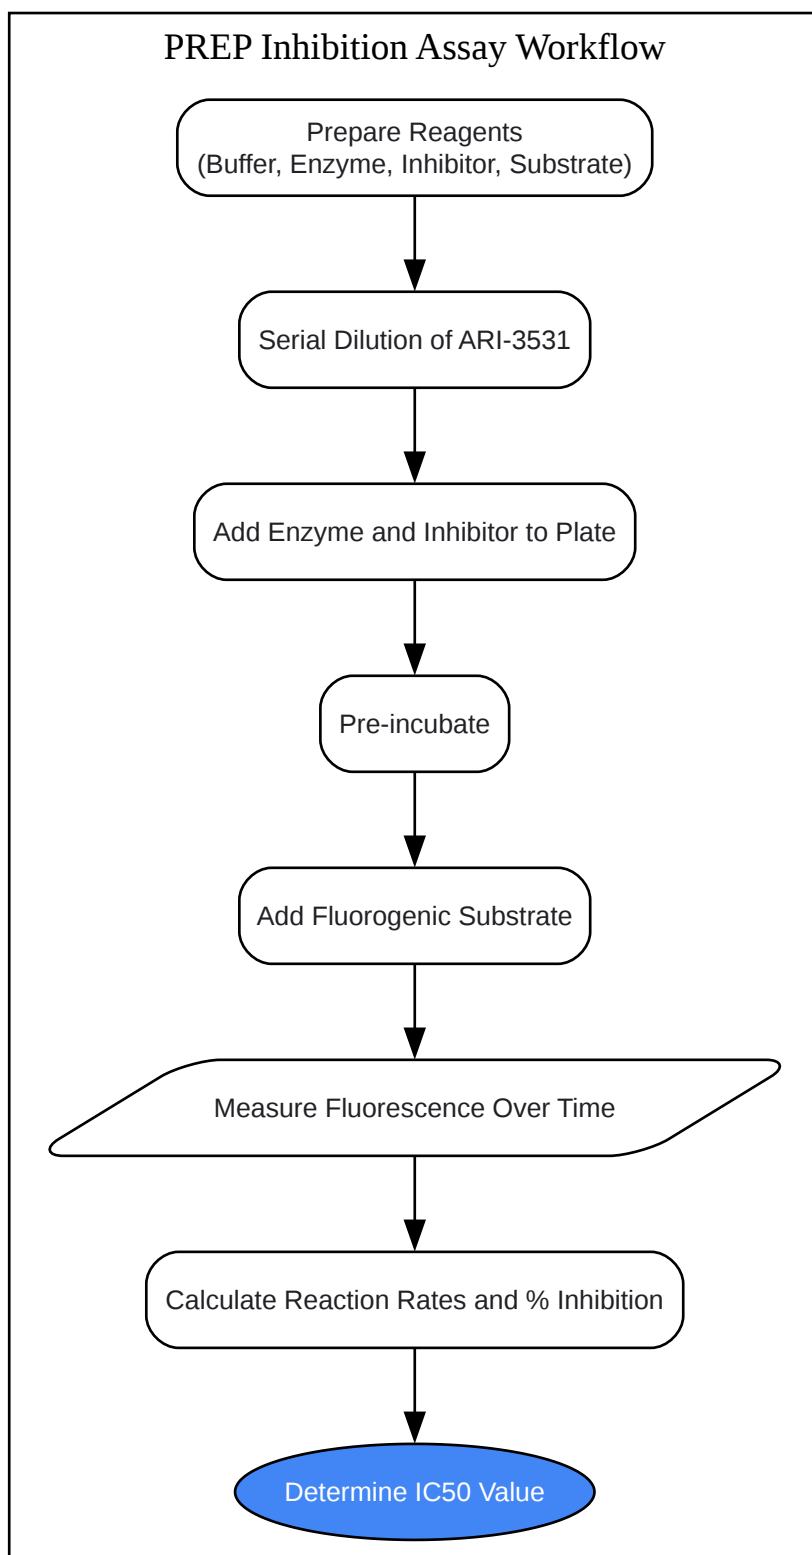 PREP Inhibition Assay Workflow
Prepare Reagents
(Buffer, Enzyme, Inhibitor, Substrate)
Serial Dilution of ARI-3531
Add Enzyme and Inhibitor to Plate
Pre-incubate
Add Fluorogenic Substrate
Measure Fluorescence Over Time
Calculate Reaction Rates and % Inhibition
Determine IC50 Value